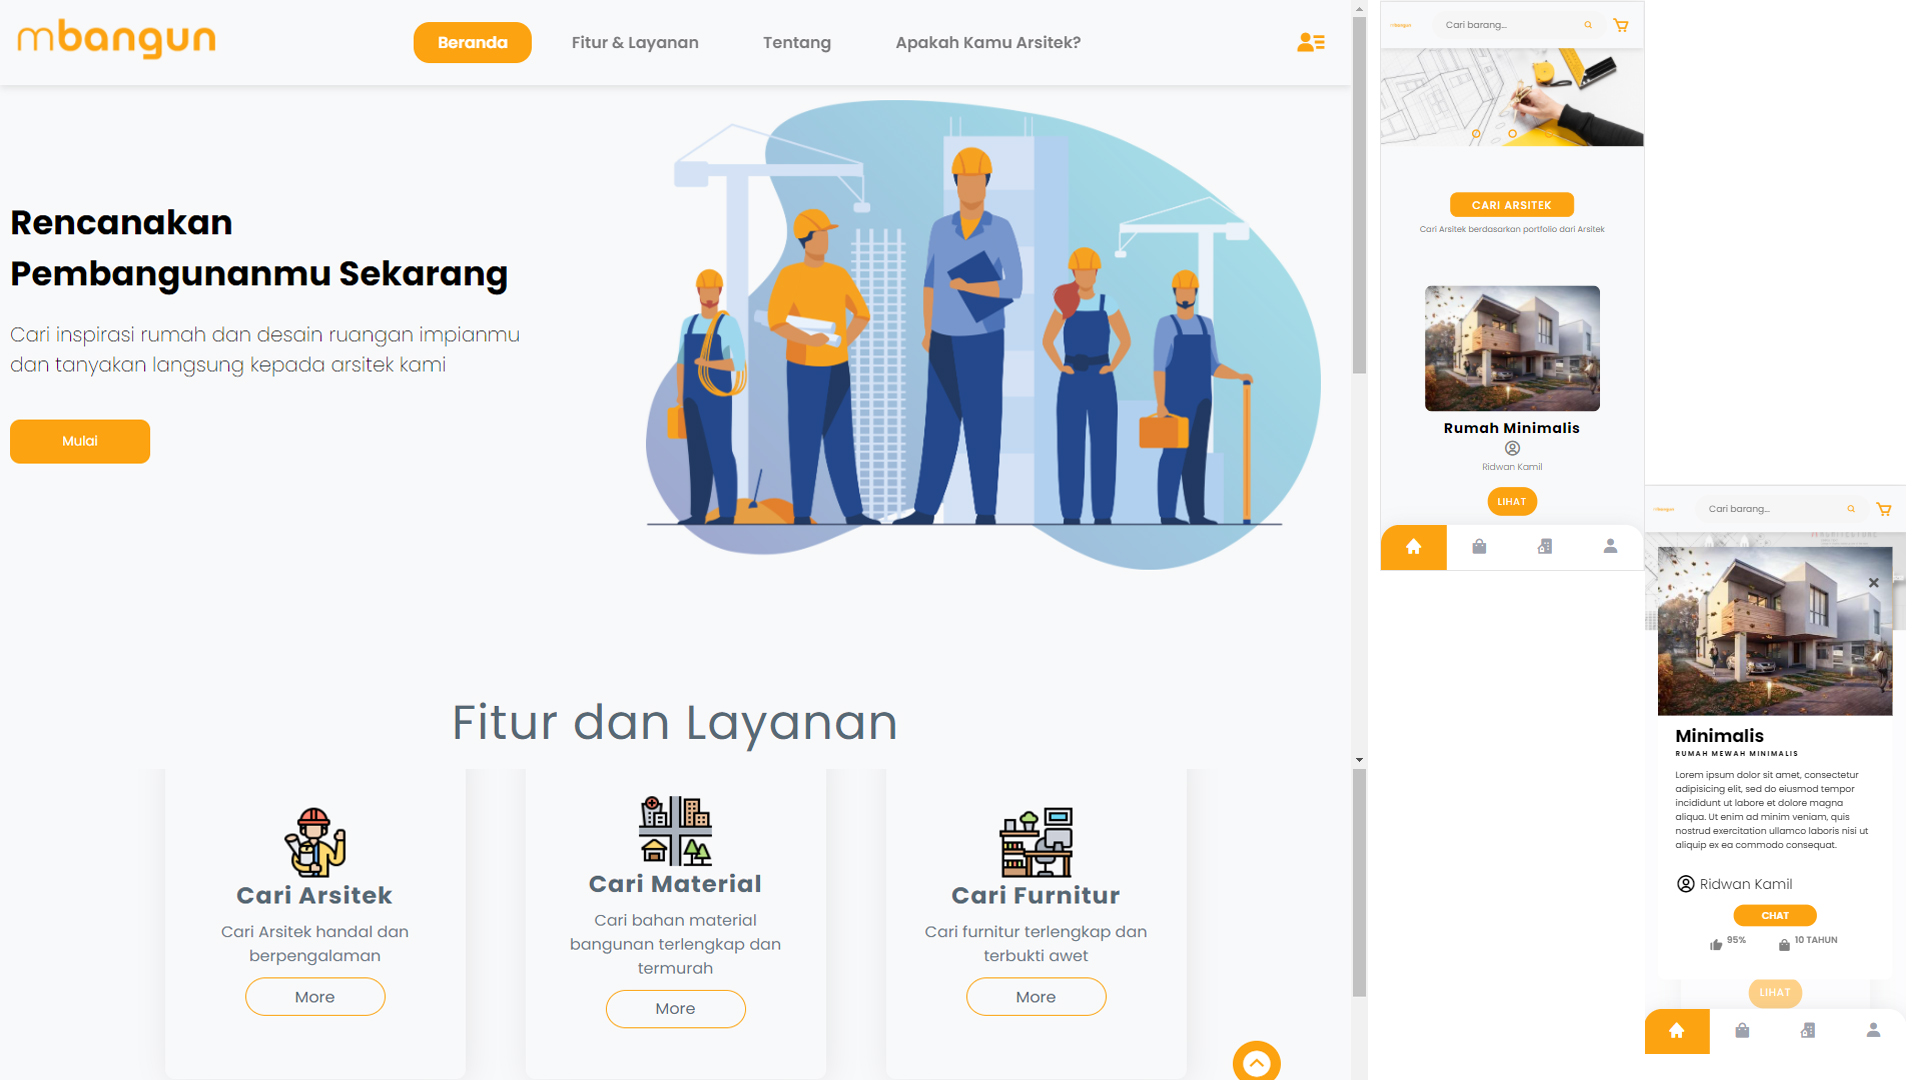 mbangun
Beranda
Fitur & Layanan
Tentang
Apakah Kamu Arsitek?
Rencanakan
Pembangunanmu Sekarang
Cari inspirasi rumah dan desain ruangan impianmu
dan tanyakan langsung kepada arsitek kami
Mulai
Fitur dan Layanan
Cari Arsitek
Cari Arsitek handal dan
berpengalaman
More
Cari Material
Cari bahan material
bangunan terlengkap dan
termurah
More
Cari Furnitur
Cari furnitur terlengkap dan
terbukti awet
More
mbangun
Cari barang...
CARI ARSITEK
Cari Arsitek berdasarkan portfolio dari Arsitek
Rumah Minimalis
Ridwan Kamil
LIHAT
mbangun
Cari barang...
Minimalis
RUMAH MEWAH MINIMALIS
Lorem ipsum dolor sit amet, consectetur
adipisicing elit, sed do eiusmod tempor
incididunt ut labore et dolore magna
aliqua. Ut enim ad minim veniam, quis
nostrud exercitation ullamco laboris nisi ut
aliquip ex ea commodo consequat.
Ridwan Kamil
CHAT
95%
10 TAHUN
LIHAT